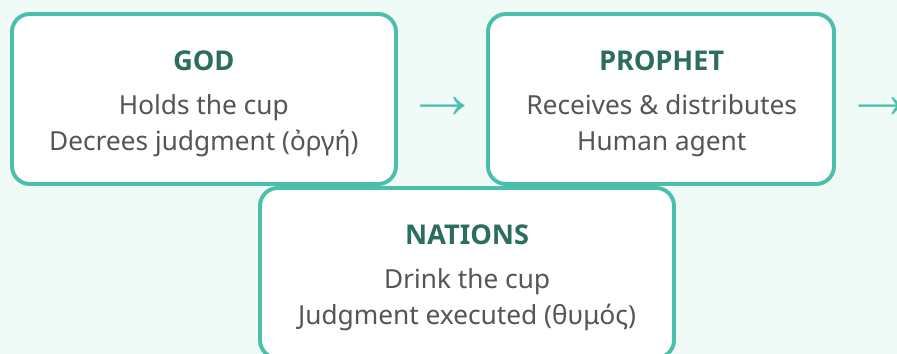 GOD
Holds the cup
Decrees judgment (ὀργή)
→
PROPHET
Receives & distributes
Human agent
→
NATIONS
Drink the cup
Judgment executed (θυμός)